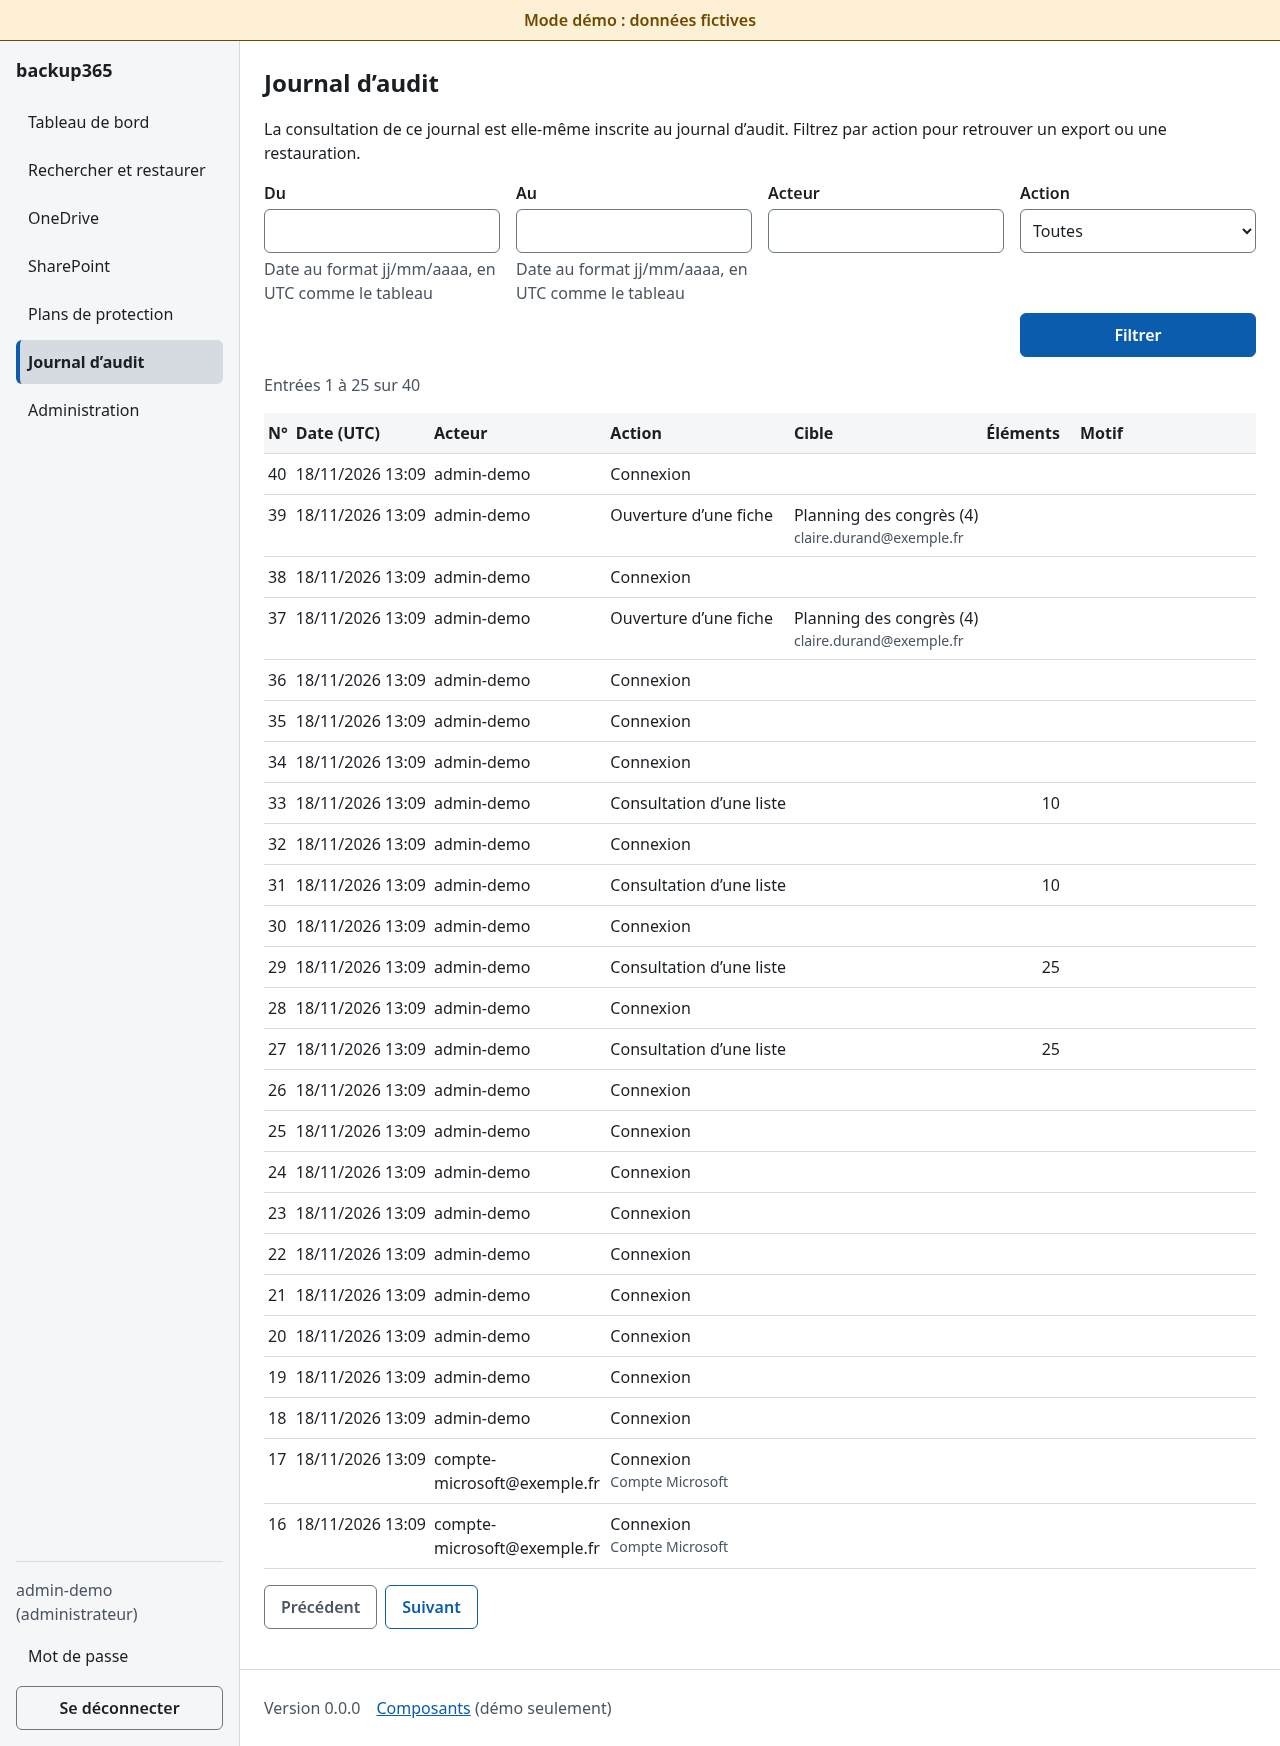 Mode démo : données fictives
backup365
Tableau de bord
Rechercher et restaurer
OneDrive
SharePoint
Plans de protection
Journal d’audit
Administration
admin-demo
(administrateur)
Mot de passe
Se déconnecter
Journal d’audit
La consultation de ce journal est elle-même inscrite au journal d’audit. Filtrez par action pour retrouver un export ou une
restauration.
Du Au Acteur Action
Toutes
Date au format jj/mm/aaaa, en Date au format jj/mm/aaaa, en
UTC comme le tableau UTC comme le tableau
Filtrer
Entrées 1 à 25 sur 40
N° Date (UTC) Acteur Action Cible Éléments Motif
40 18/11/2026 13:09 admin-demo Connexion
39 18/11/2026 13:09 admin-demo Ouverture d’une fiche Planning des congrès (4)
claire.durand@exemple.fr
38 18/11/2026 13:09 admin-demo Connexion
37 18/11/2026 13:09 admin-demo Ouverture d’une fiche Planning des congrès (4)
claire.durand@exemple.fr
36 18/11/2026 13:09 admin-demo Connexion
35 18/11/2026 13:09 admin-demo Connexion
34 18/11/2026 13:09 admin-demo Connexion
33 18/11/2026 13:09 admin-demo Consultation d’une liste 10
32 18/11/2026 13:09 admin-demo Connexion
31 18/11/2026 13:09 admin-demo Consultation d’une liste 10
30 18/11/2026 13:09 admin-demo Connexion
29 18/11/2026 13:09 admin-demo Consultation d’une liste 25
28 18/11/2026 13:09 admin-demo Connexion
27 18/11/2026 13:09 admin-demo Consultation d’une liste 25
26 18/11/2026 13:09 admin-demo Connexion
25 18/11/2026 13:09 admin-demo Connexion
24 18/11/2026 13:09 admin-demo Connexion
23 18/11/2026 13:09 admin-demo Connexion
22 18/11/2026 13:09 admin-demo Connexion
21 18/11/2026 13:09 admin-demo Connexion
20 18/11/2026 13:09 admin-demo Connexion
19 18/11/2026 13:09 admin-demo Connexion
18 18/11/2026 13:09 admin-demo Connexion
17 18/11/2026 13:09 compte- Connexion
microsoft@exemple.fr Compte Microsoft
16 18/11/2026 13:09 compte- Connexion
microsoft@exemple.fr Compte Microsoft
Précédent Suivant
Version 0.0.0 Composants (démo seulement)